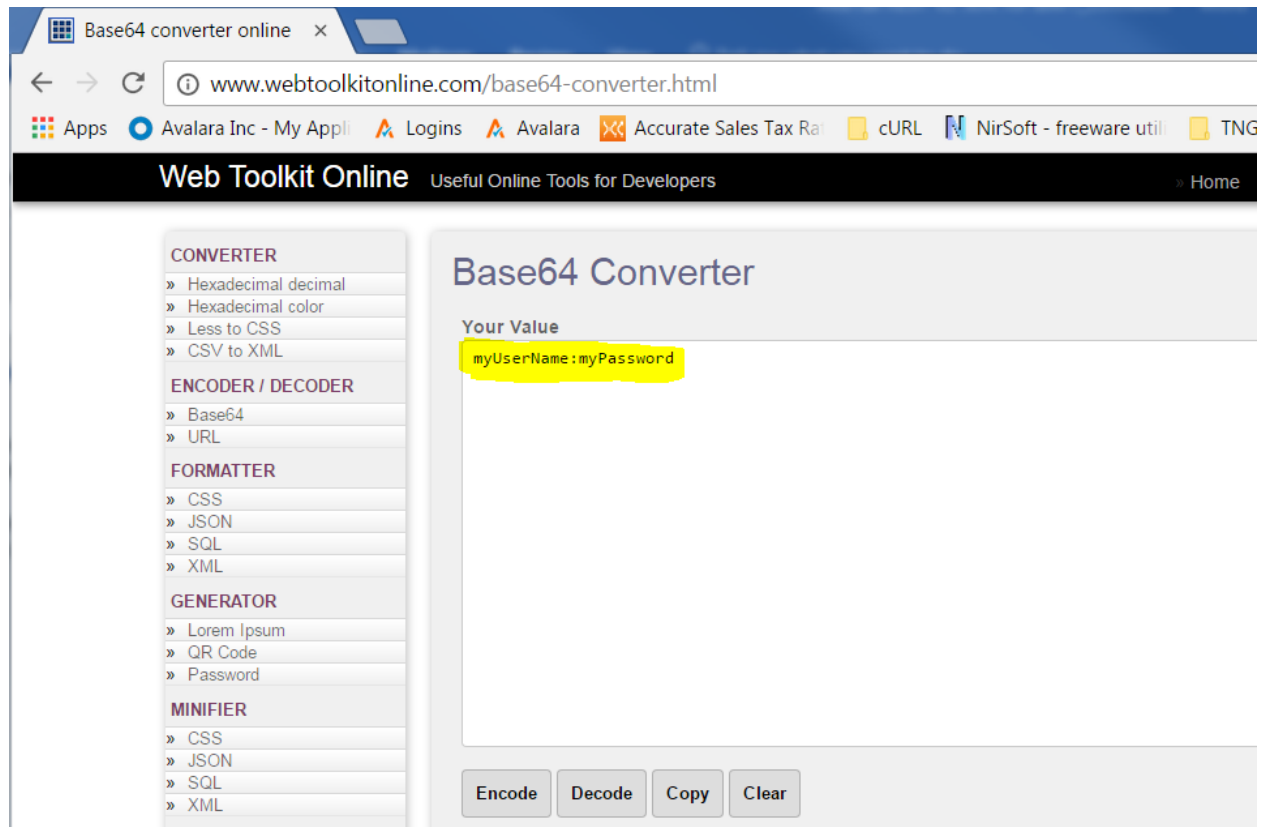 Base64 converter online ×
www.webtoolkitonline.com/base64-converter.html
Apps Avalara Inc - My Appli Logins Avalara Accurate Sales Tax Ra cURL NirSoft - freeware util TNG
Web Toolkit Online Useful Online Tools for Developers » Home
CONVERTER
» Hexadecimal decimal
» Hexadecimal color
» Less to CSS
» CSV to XML
ENCODER / DECODER
» Base64
» URL
FORMATTER
» CSS
» JSON
» SQL
» XML
GENERATOR
» Lorem Ipsum
» QR Code
» Password
MINIFIER
» CSS
» JSON
» SQL
» XML
Base64 Converter
Your Value
myUserName:myPassword
Encode Decode Copy Clear